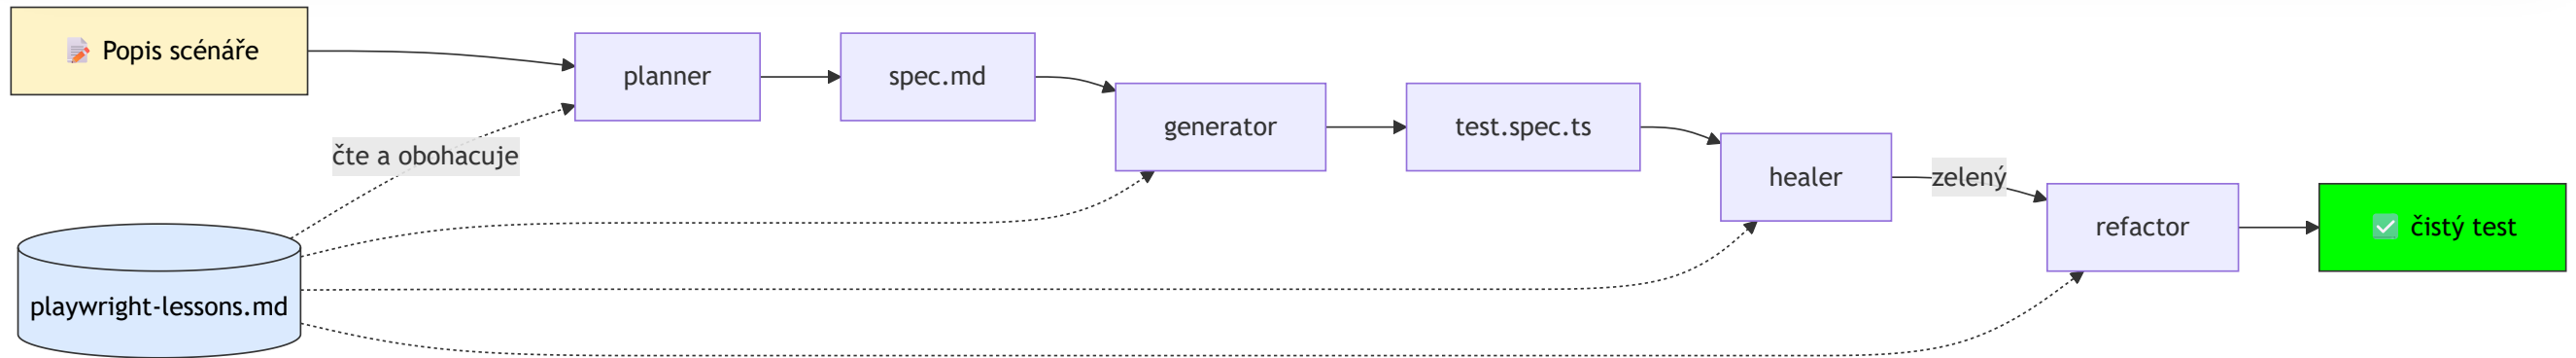 Popis scénáře
planner
spec.md
generator
test.spec.ts
čte a obohacuje
healer
zelený
refactor
čistý test
playwright-lessons.md